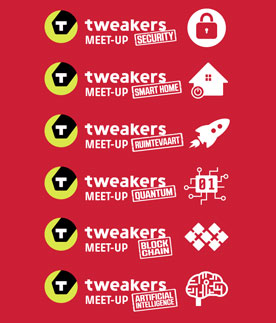 T tweakers
MEET-UP SECURITY
T tweakers
MEET-UP SMART HOME
T tweakers
MEET-UP RUIMTEVAART
T tweakers
MEET-UP QUANTUM
01
T tweakers
MEET-UP BLOCK
CHAIN
T tweakers
MEET-UP ARTIFICIAL
INTELLIGENCE